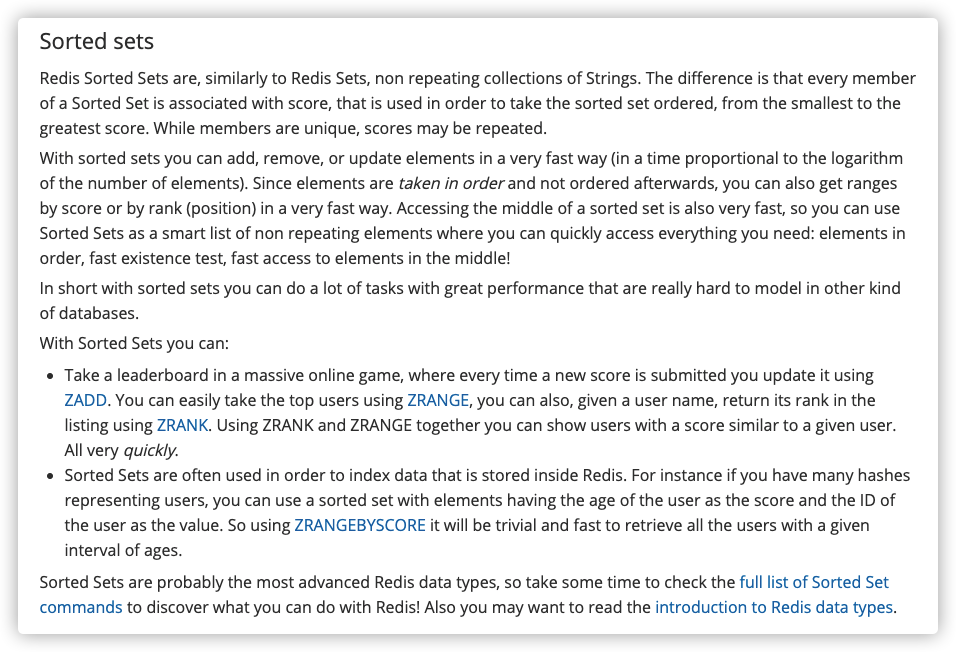 Sorted sets
Redis Sorted Sets are, similarly to Redis Sets, non repeating collections of Strings. The difference is that every member
of a Sorted Set is associated with score, that is used in order to take the sorted set ordered, from the smallest to the
greatest score. While members are unique, scores may be repeated.
With sorted sets you can add, remove, or update elements in a very fast way (in a time proportional to the logarithm
of the number of elements). Since elements are taken in order and not ordered afterwards, you can also get ranges
by score or by rank (position) in a very fast way. Accessing the middle of a sorted set is also very fast, so you can use
Sorted Sets as a smart list of non repeating elements where you can quickly access everything you need: elements in
order, fast existence test, fast access to elements in the middle!
In short with sorted sets you can do a lot of tasks with great performance that are really hard to model in other kind
of databases.
With Sorted Sets you can:
• Take a leaderboard in a massive online game, where every time a new score is submitted you update it using
ZADD. You can easily take the top users using ZRANGE, you can also, given a user name, return its rank in the
listing using ZRANK. Using ZRANK and ZRANGE together you can show users with a score similar to a given user.
All very quickly.
• Sorted Sets are often used in order to index data that is stored inside Redis. For instance if you have many hashes
representing users, you can use a sorted set with elements having the age of the user as the score and the ID of
the user as the value. So using ZRANGEBYSCORE it will be trivial and fast to retrieve all the users with a given
interval of ages.
Sorted Sets are probably the most advanced Redis data types, so take some time to check the full list of Sorted Set
commands to discover what you can do with Redis! Also you may want to read the introduction to Redis data types.